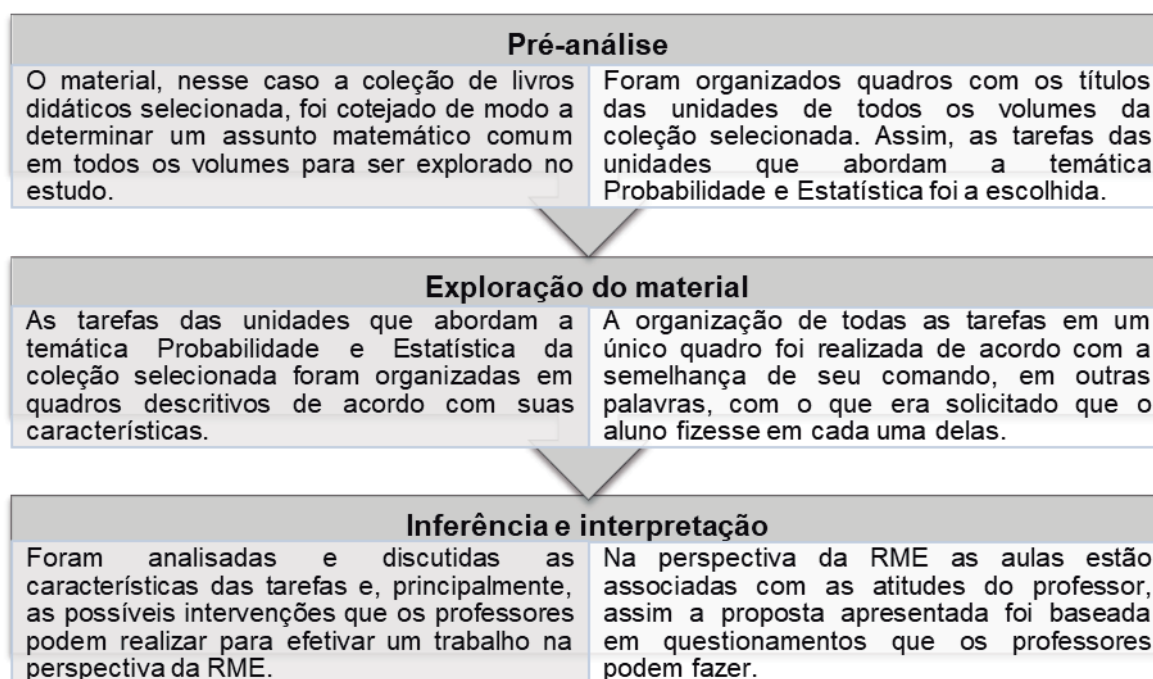 Pré-análise
O material, nesse caso a coleção de livros
didáticos selecionada, foi cotejado de modo a
determinar um assunto matemático comum
em todos os volumes para ser explorado no
estudo.
Foram organizados quadros com os títulos
das unidades de todos os volumes da
coleção selecionada. Assim, as tarefas das
unidades que abordam a temática
Probabilidade e Estatística foi a escolhida.
Exploração do material
As tarefas das unidades que abordam a
temática Probabilidade e Estatística da
coleção selecionada foram organizadas em
quadros descritivos de acordo com suas
características.
A organização de todas as tarefas em um
único quadro foi realizada de acordo com a
semelhança de seu comando, em outras
palavras, com o que era solicitado que o
aluno fizesse em cada uma delas.
Inferência e interpretação
Foram analisadas e discutidas as
características das tarefas e, principalmente,
as possíveis intervenções que os professores
podem realizar para efetivar um trabalho na
perspectiva da RME.
Na perspectiva da RME as aulas estão
associadas com as atitudes do professor,
assim a proposta apresentada foi baseada
em questionamentos que os professores
podem fazer.